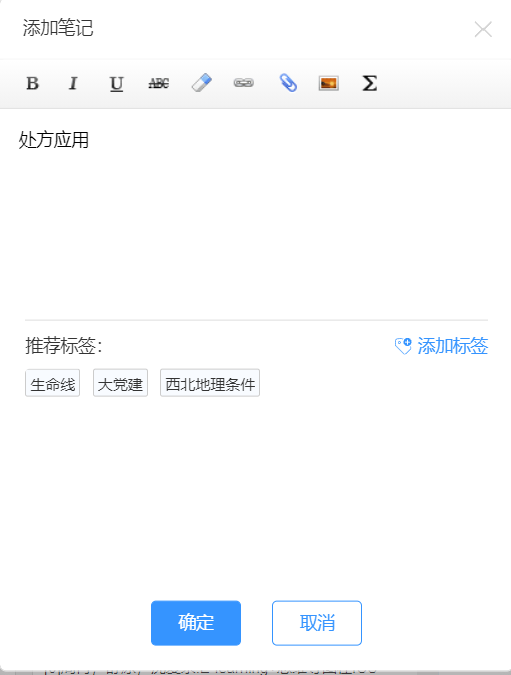 添加笔记
B I U ABC Σ
处方应用
推荐标签:
添加标签
生命线 大党建 西北地理条件
确定 取消